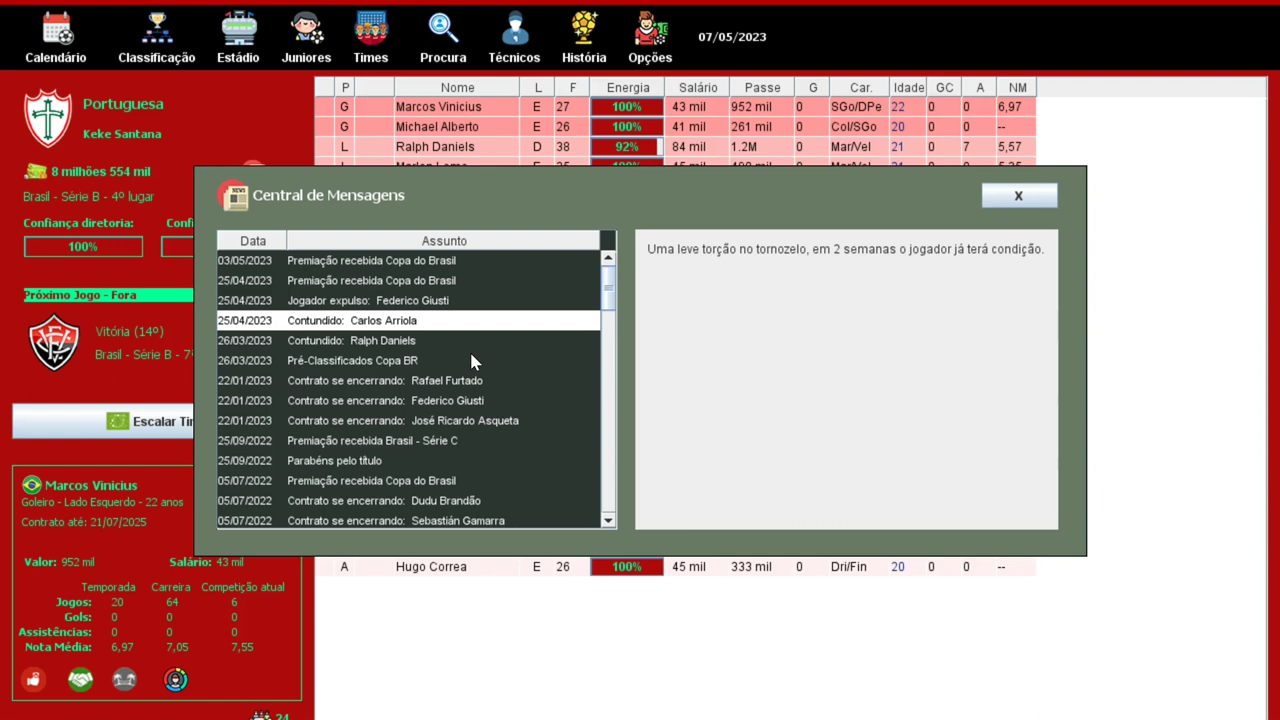 Calendário Classificação Estádio Juniores Times Procura Técnicos História Opções 07/05/2023
Portuguesa
Keke Santana
8 milhões 554 mil
Brasil - Série B - 4º lugar
Confiança diretoria:
100%
Próximo Jogo - Fora
Vitória (14º)
Brasil - Série B - 7º
Escalar
Marcos Vinicius
Goleiro - Lado Esquerdo - 22 anos
Contrato até: 21/07/2025
Valor: 952 mil Salário: 43 mil
Temporada Carreira Competição atual
Jogos: 20 64 6
Gols: 0 0 0
Assistências: 0 0 0
Nota Média: 6,97 7,05 7,55
24
P Nome L F Energia Salário Passe G Car. Idade GC A NM
G Marcos Vinicius E 27 100% 43 mil 952 mil 0 SGo/DPe 22 0 0 6,97
G Michael Alberto E 26 100% 41 mil 261 mil 0 Col/SGo 20 0 0 --
L Ralph Daniels D 38 92% 84 mil 1.2M 0 Mar/Vel 21 0 7 5,57
Central de Mensagens
X
Data Assunto
03/05/2023 Premiação recebida Copa do Brasil
25/04/2023 Premiação recebida Copa do Brasil
25/04/2023 Jogador expulso: Federico Giusti
25/04/2023 Contundido: Carlos Arriola
26/03/2023 Contundido: Ralph Daniels
26/03/2023 Pré-Classificados Copa BR
22/01/2023 Contrato se encerrando: Rafael Furtado
22/01/2023 Contrato se encerrando: Federico Giusti
22/01/2023 Contrato se encerrando: José Ricardo Asqueta
25/09/2022 Premiação recebida Brasil - Série C
25/09/2022 Parabéns pelo título
05/07/2022 Premiação recebida Copa do Brasil
05/07/2022 Contrato se encerrando: Dudu Brandão
05/07/2022 Contrato se encerrando: Sebastián Gamarra
Uma leve torção no tornozelo, em 2 semanas o jogador já terá condição.
A Hugo Correa E 26 100% 45 mil 333 mil 0 Dri/Fin 20 0 0 --